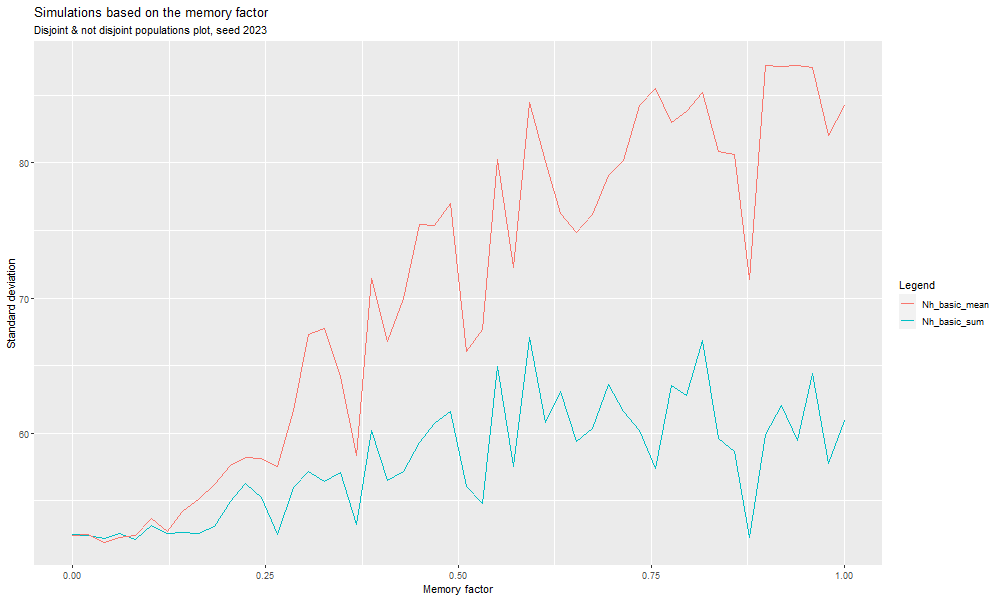 Simulations based on the memory factor
Disjoint & not disjoint populations plot, seed 2023
80
70
60
Standard deviation
0.00 0.25 0.50 0.75 1.00
Memory factor
Legend
Nh_basic_mean
Nh_basic_sum